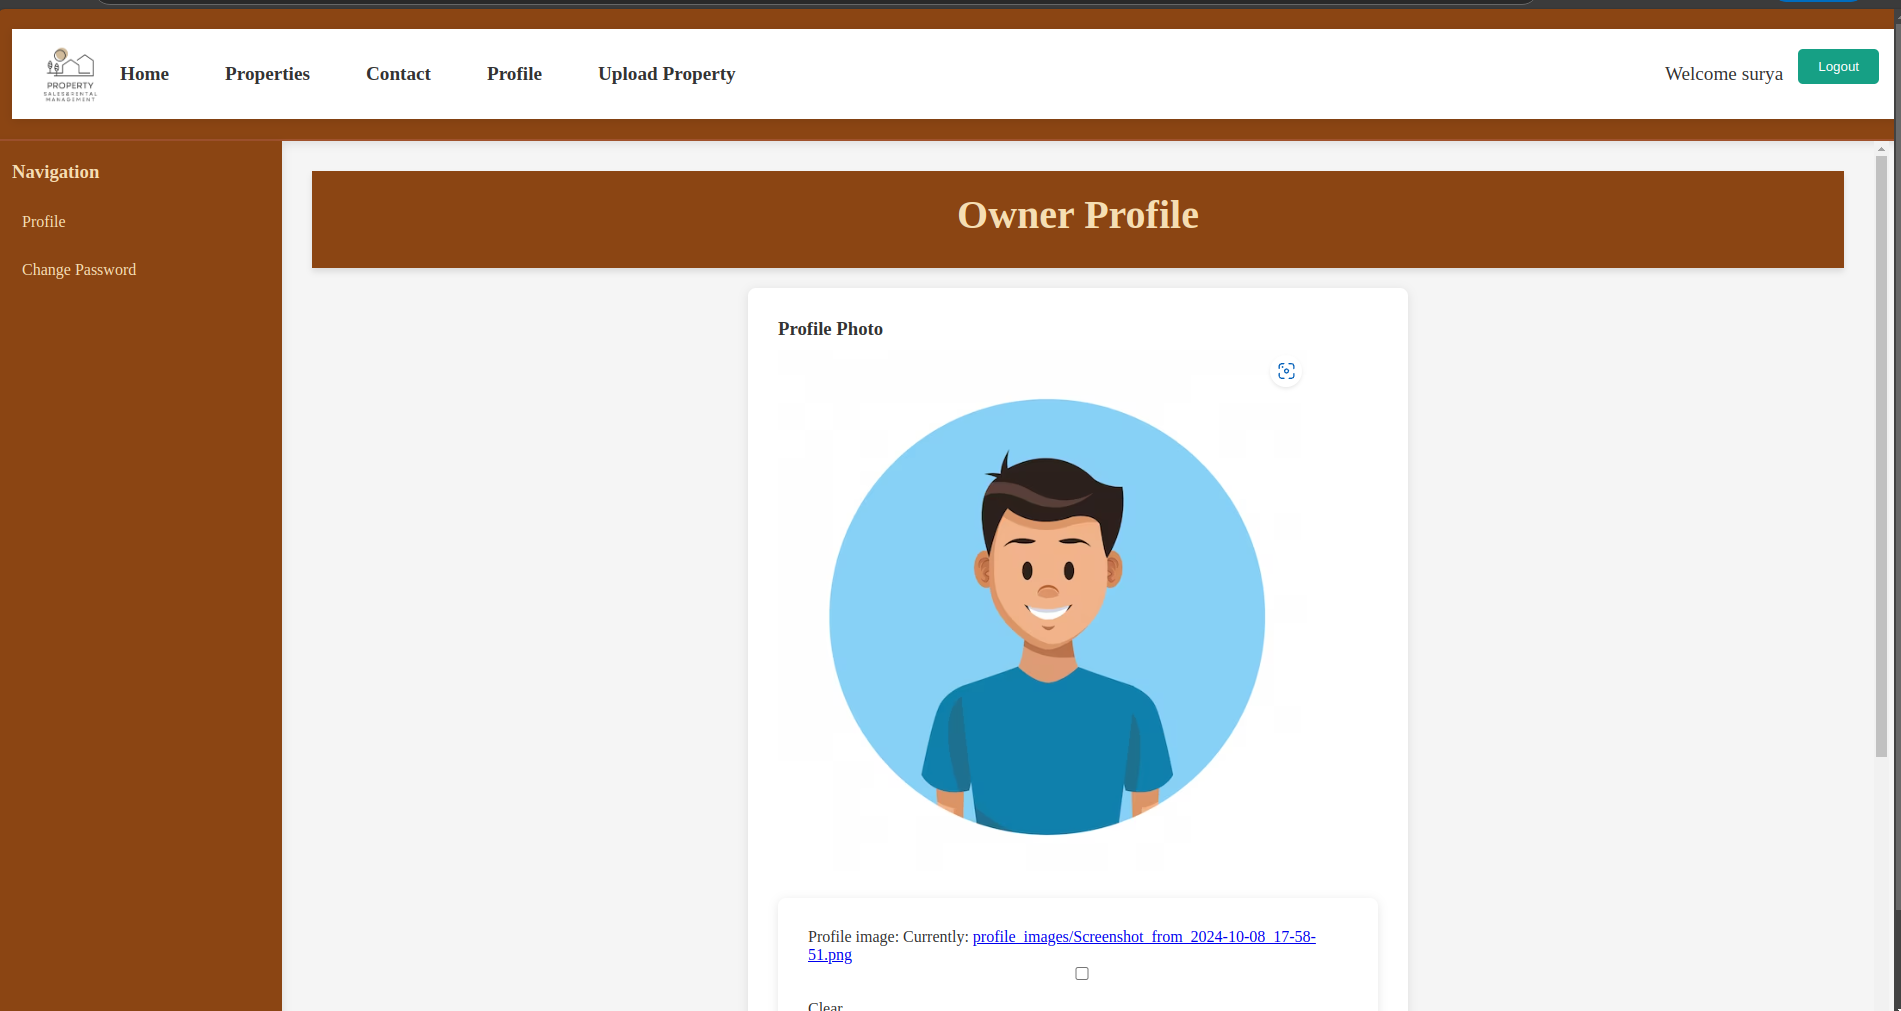 PROPERTY
SALES&RENTAL
MANAGEMENT
Home Properties Contact Profile Upload Property Welcome surya Logout
Navigation
Profile
Change Password
Owner Profile
Profile Photo
Profile image: Currently: profile_images/Screenshot_from_2024-10-08_17-58-
51.png
Clear